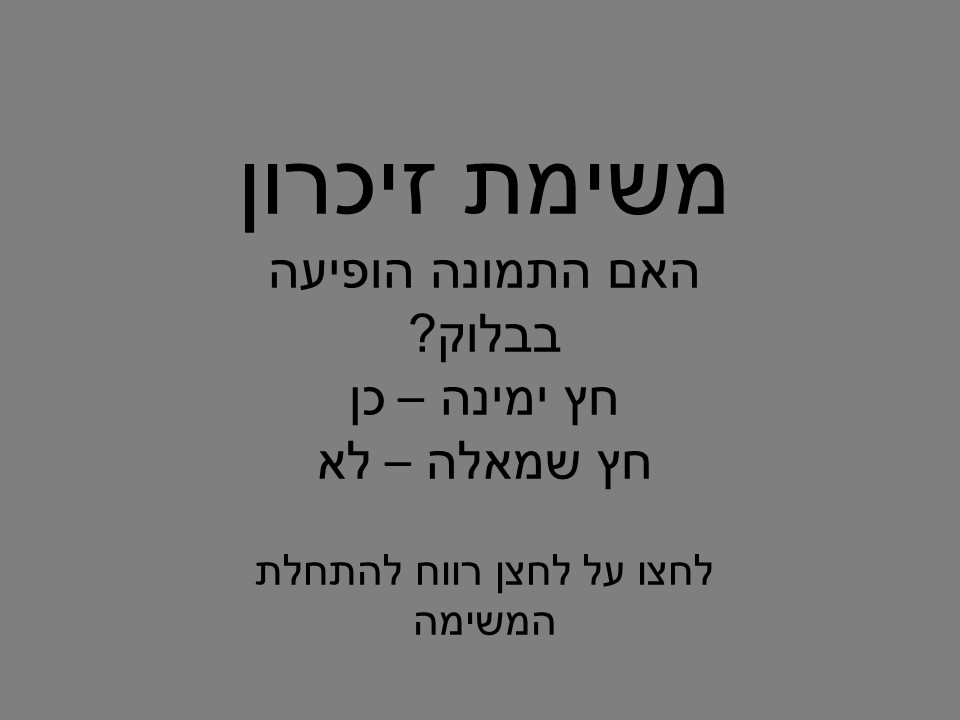 משימת זיכרון
האם התמונה הופיעה
בבלוק?
חץ ימינה – כן
חץ שמאלה – לא
לחצו על לחצן רווח להתחלת
המשימה